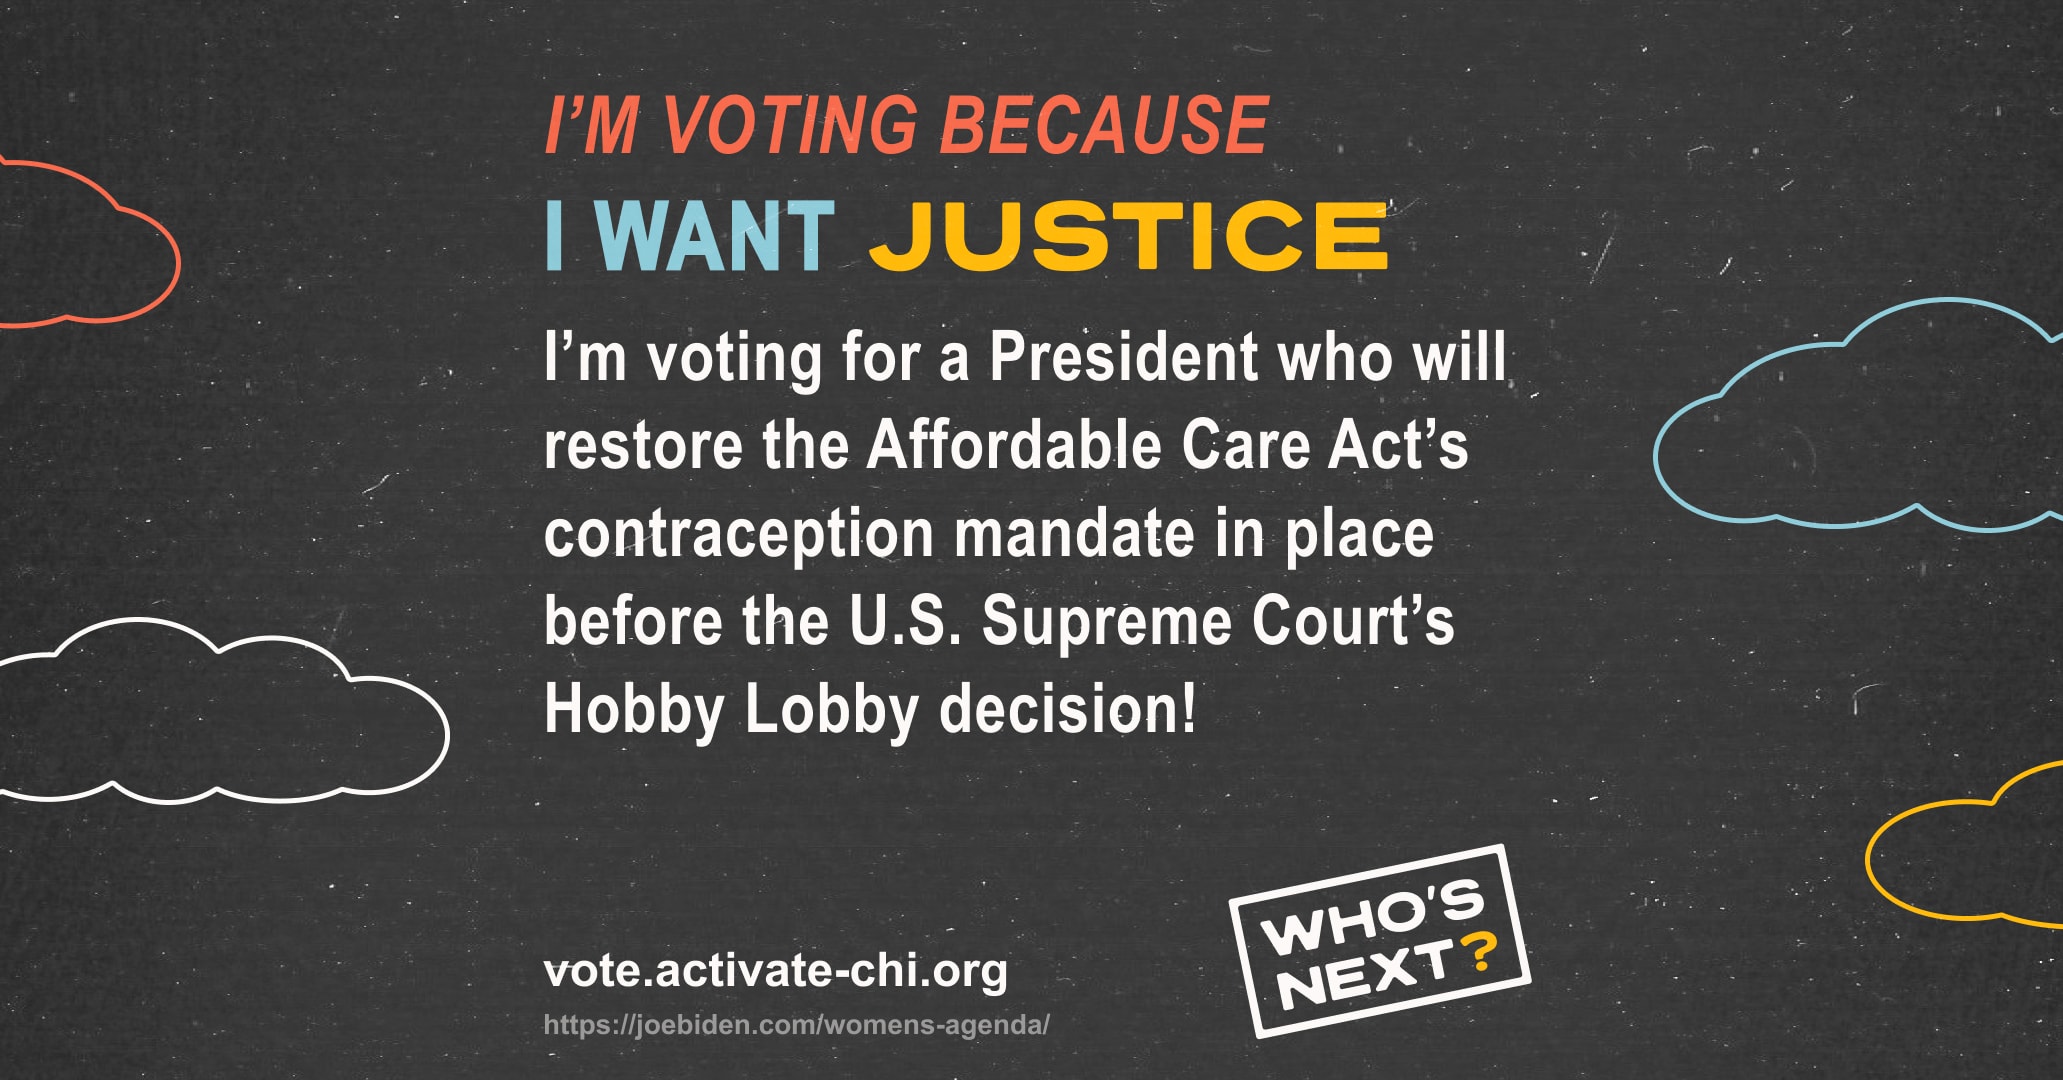 I’M VOTING BECAUSE
I WANT JUSTICE
I’m voting for a President who will
restore the Affordable Care Act’s
contraception mandate in place
before the U.S. Supreme Court’s
Hobby Lobby decision!
WHO’S
NEXT?
vote.activate-chi.org
https://joebiden.com/womens-agenda/